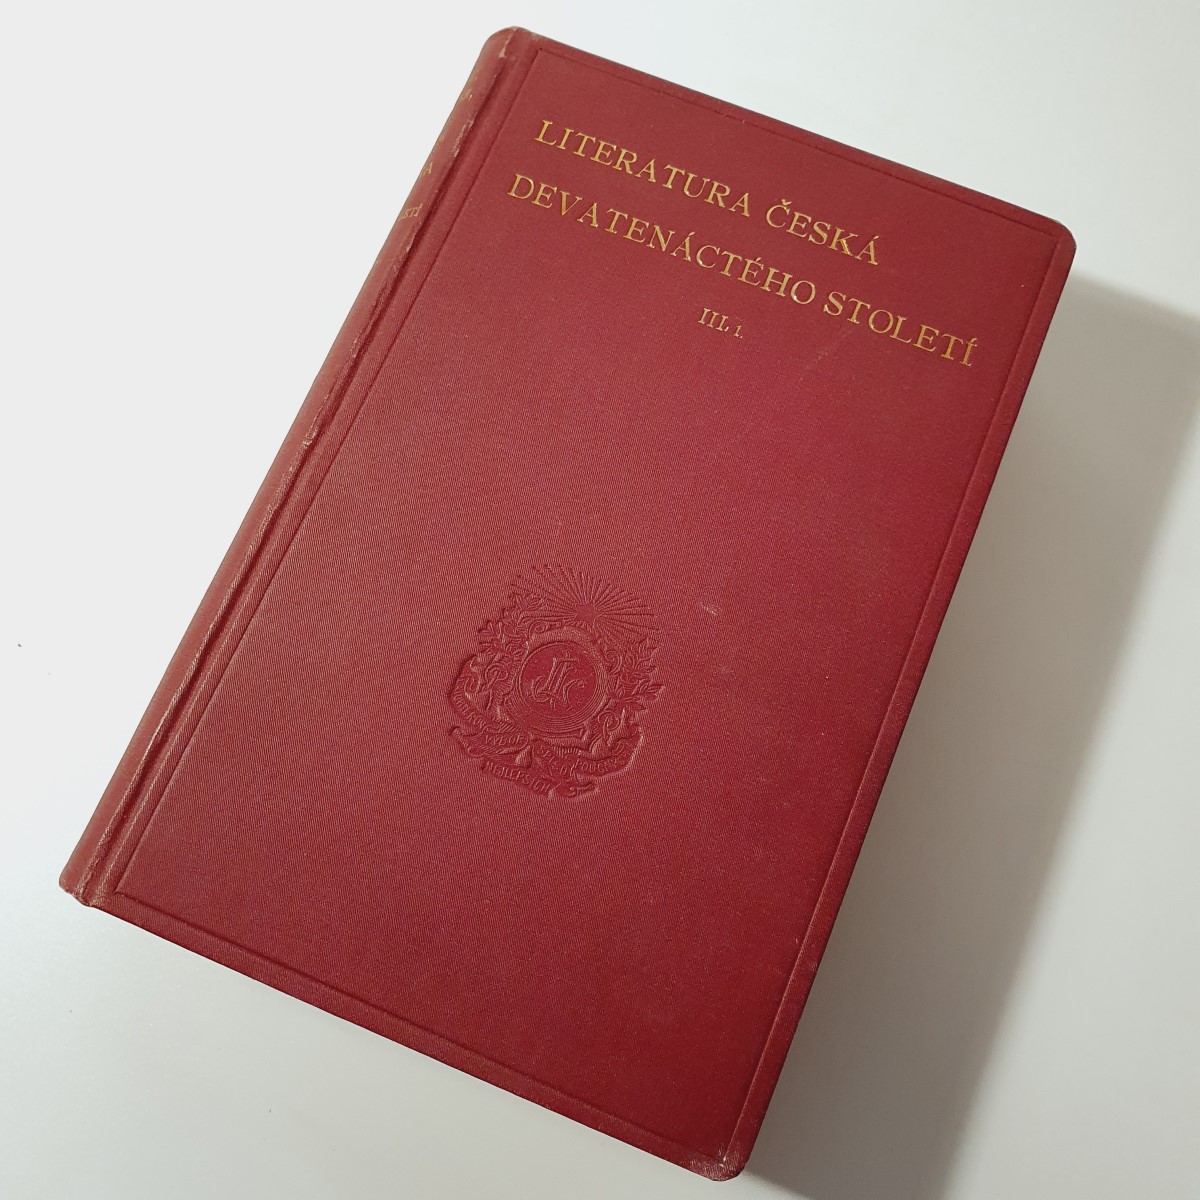 LITERATURA ČESKÁ
DEVATENÁCTÉHO STOLETÍ
III. 1.